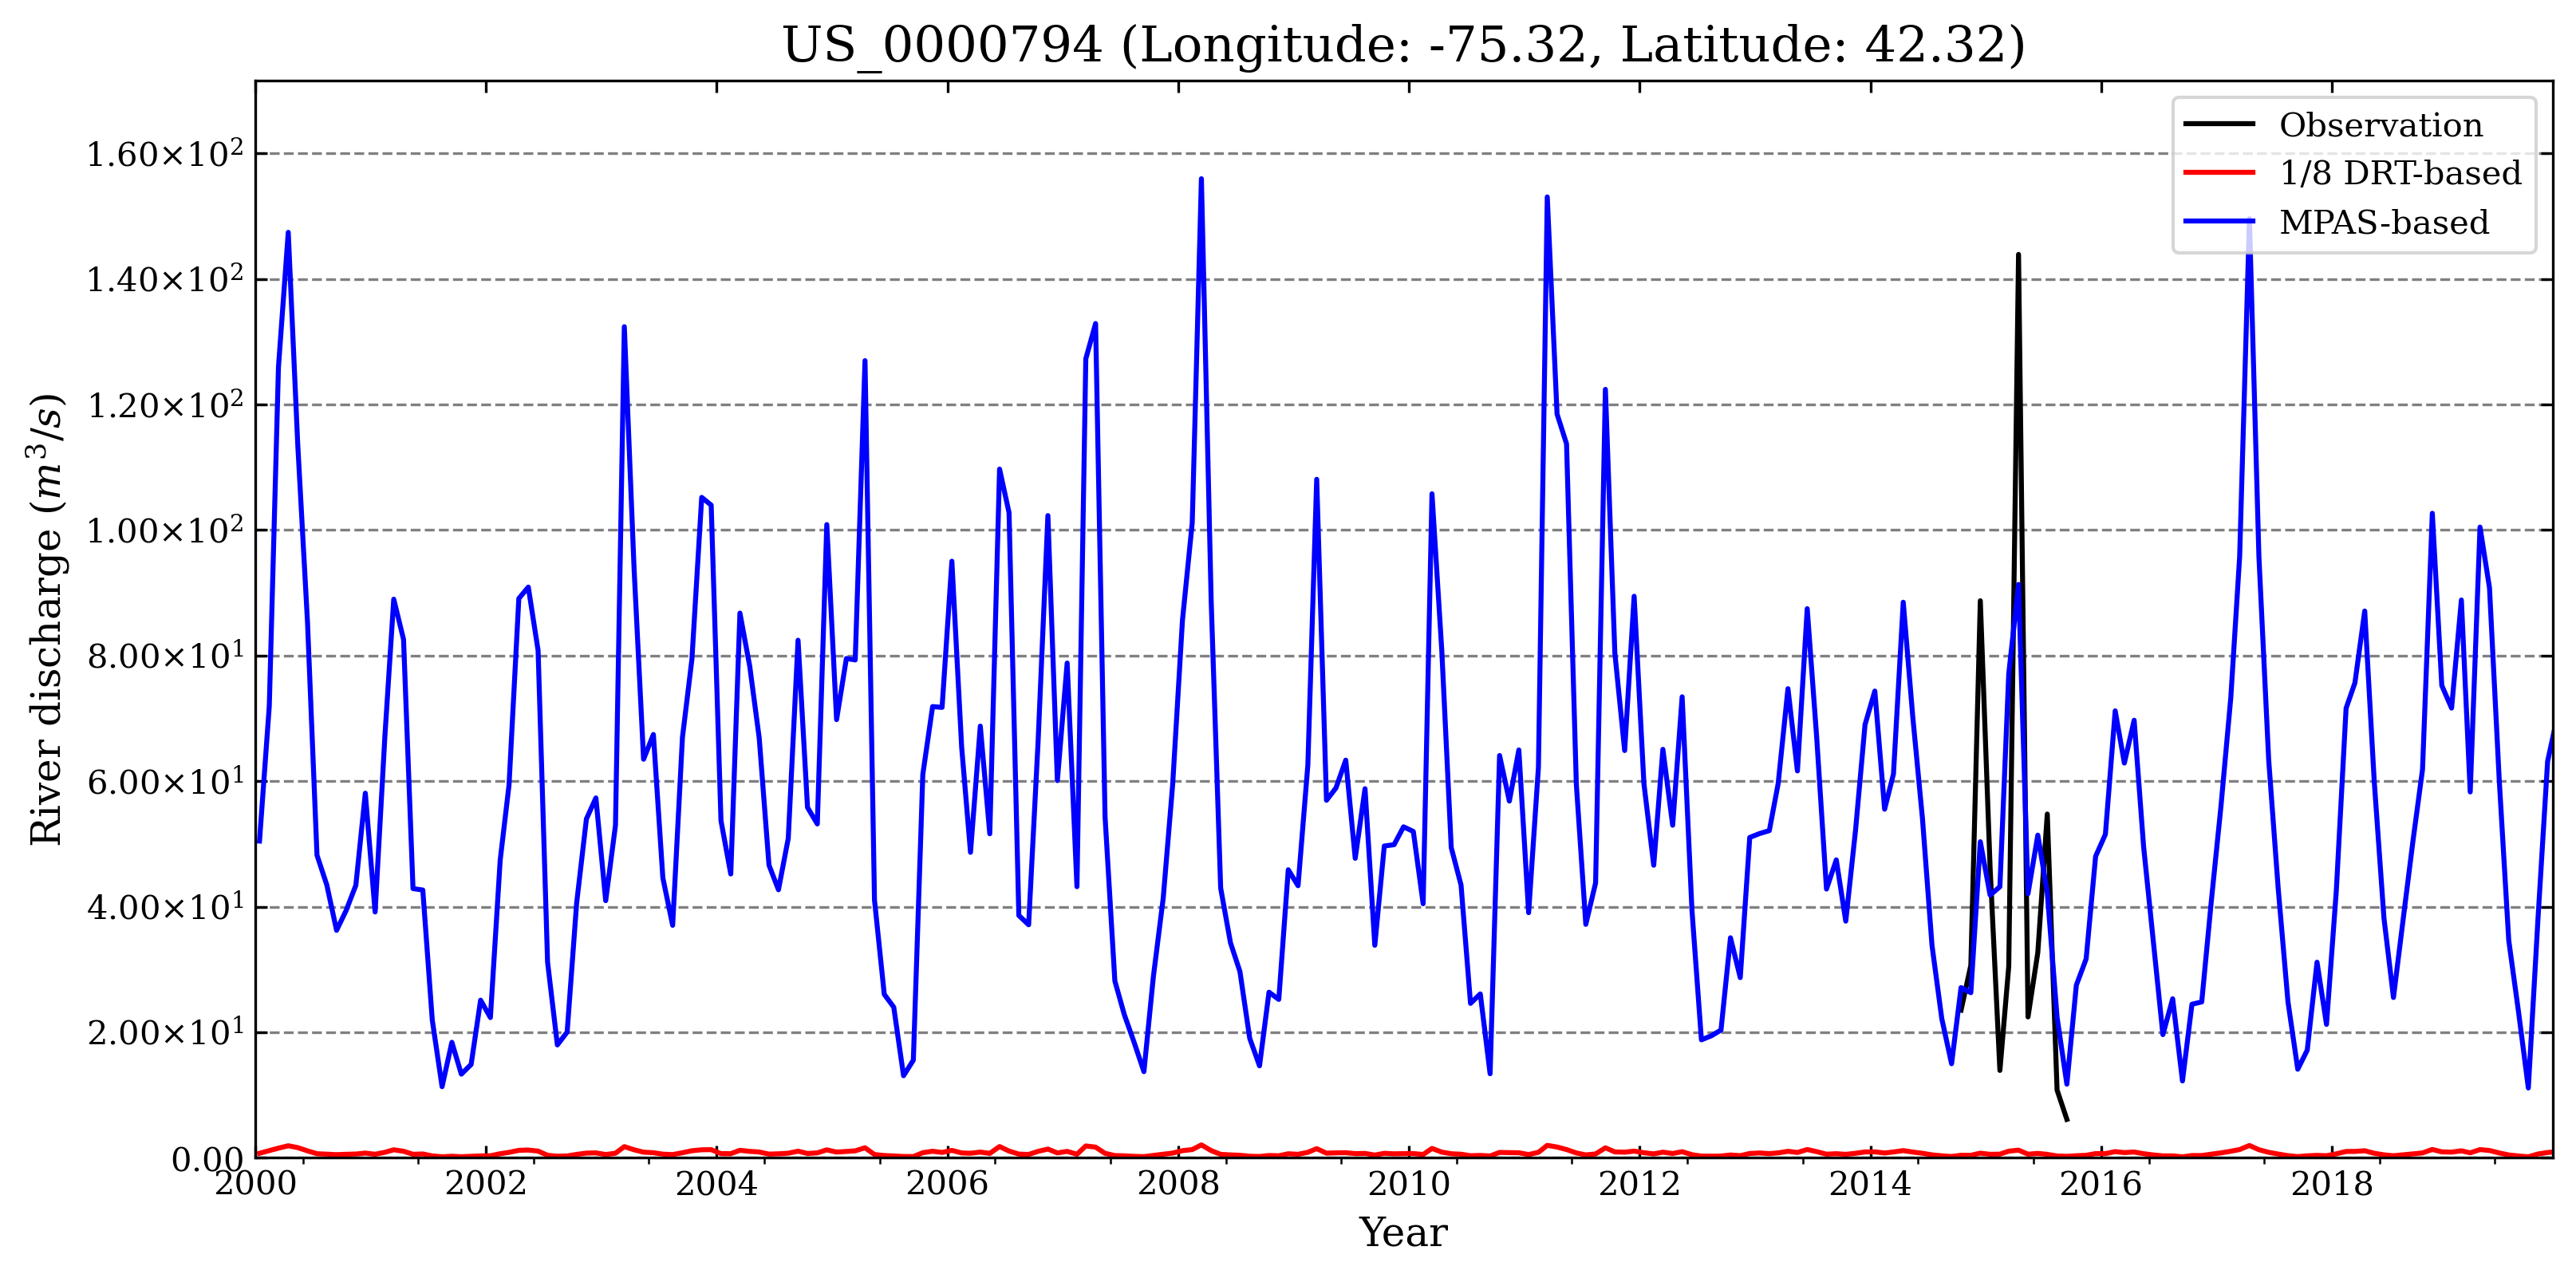 US_0000794 (Longitude: -75.32, Latitude: 42.32)
River discharge (m³/s)
1.60×10²
1.40×10²
1.20×10²
1.00×10²
8.00×10¹
6.00×10¹
4.00×10¹
2.00×10¹
0.00
Observation
1/8 DRT-based
MPAS-based
2000 2002 2004 2006 2008 2010 2012 2014 2016 2018
Year